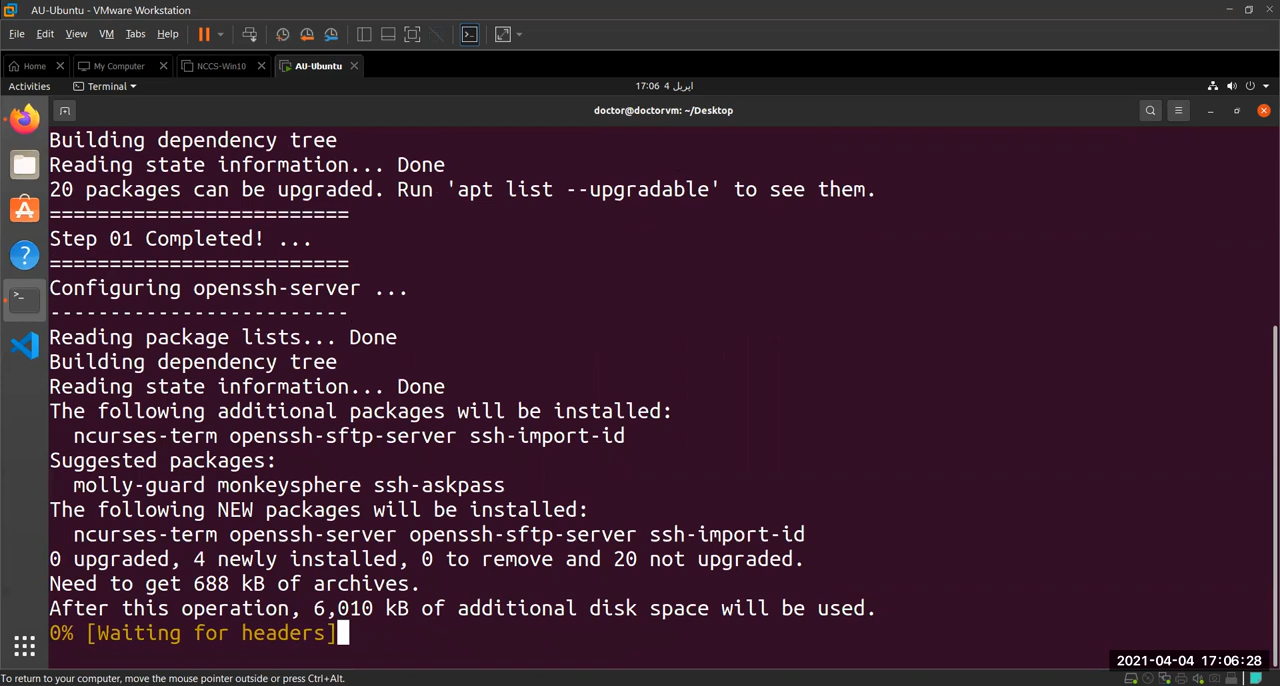 AU-Ubuntu - VMware Workstation
File Edit View VM Tabs Help
Home My Computer NCCS-Win10 AU-Ubuntu
Activities Terminal 17:06 4 اپریل
doctor@doctorvm: ~/Desktop
Building dependency tree
Reading state information... Done
20 packages can be upgraded. Run 'apt list --upgradable' to see them.
=========================
Step 01 Completed! ...
=========================
Configuring openssh-server ...
-------------------------
Reading package lists... Done
Building dependency tree
Reading state information... Done
The following additional packages will be installed:
ncurses-term openssh-sftp-server ssh-import-id
Suggested packages:
molly-guard monkeysphere ssh-askpass
The following NEW packages will be installed:
ncurses-term openssh-server openssh-sftp-server ssh-import-id
0 upgraded, 4 newly installed, 0 to remove and 20 not upgraded.
Need to get 688 kB of archives.
After this operation, 6,010 kB of additional disk space will be used.
0% [Waiting for headers]
2021-04-04 17:06:28
To return to your computer, move the mouse pointer outside or press Ctrl+Alt.